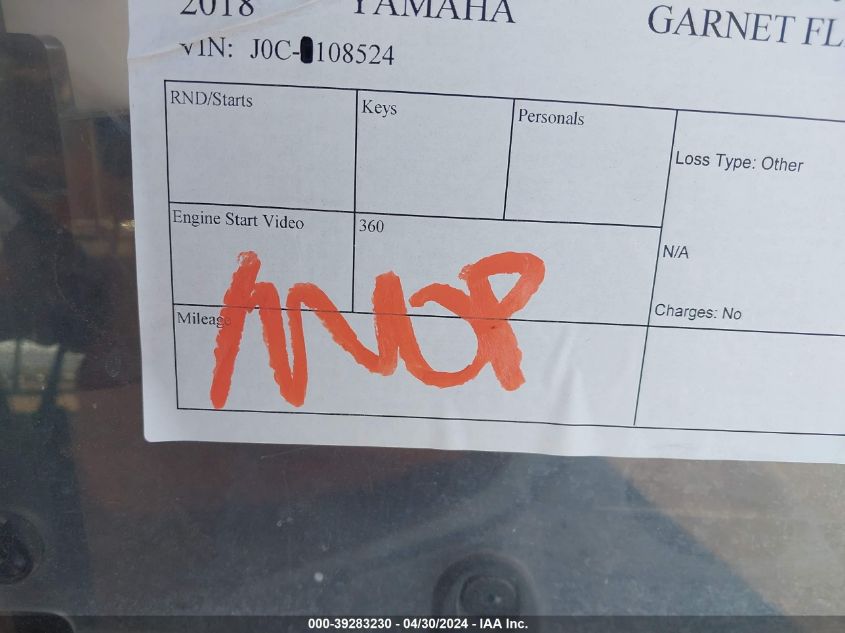 2018 YAMAHA GARNET FL
VIN: J0C-108524
RND/Starts Keys Personals
Loss Type: Other
Engine Start Video 360
N/A
Charges: No
Mileage
INOP
000-39283230 - 04/30/2024 - IAA Inc.